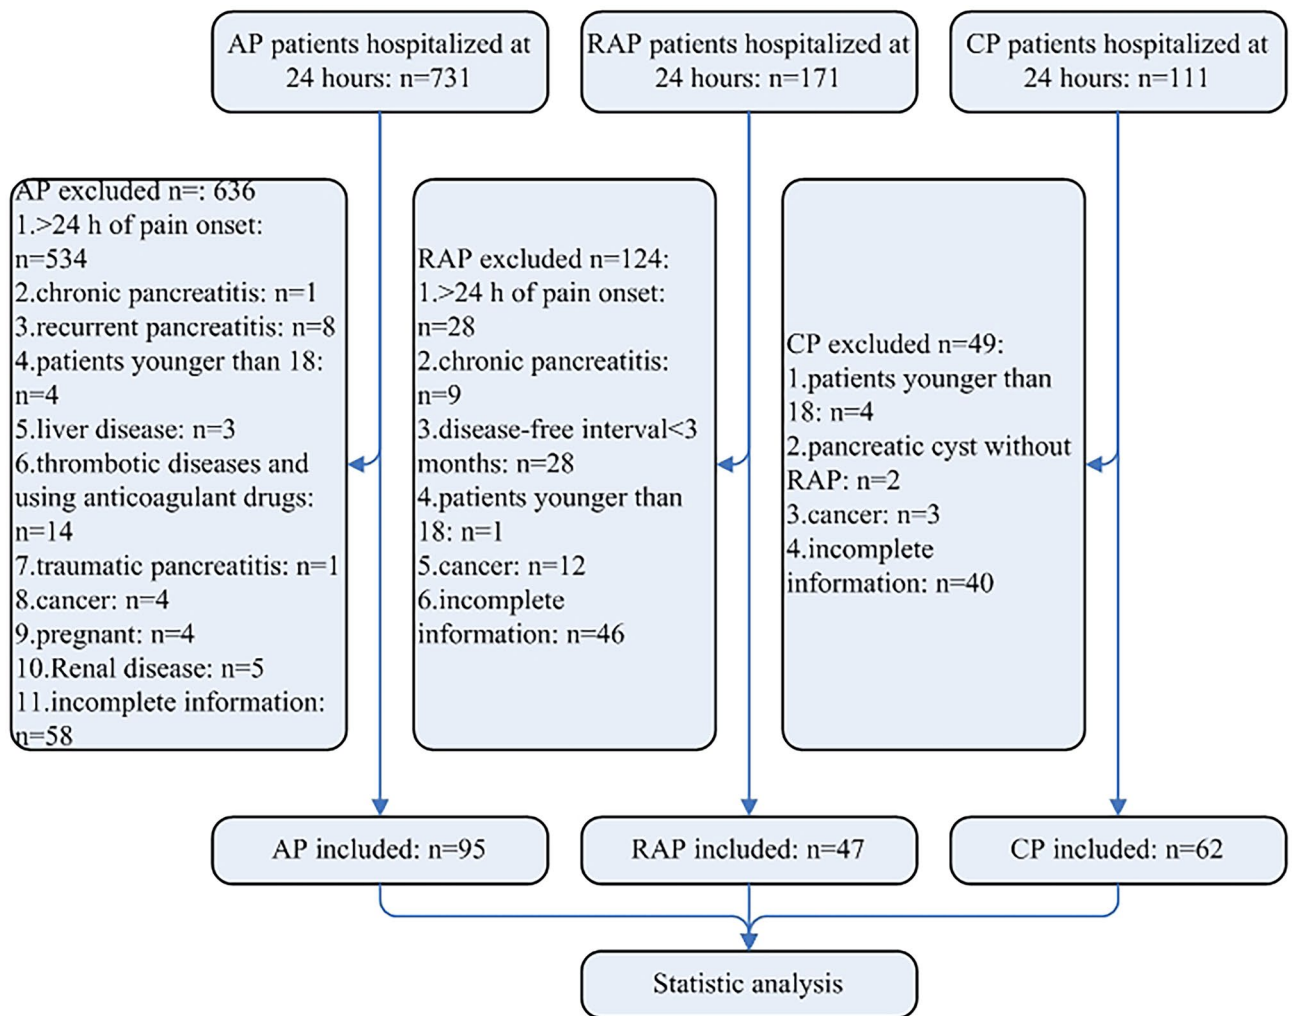 AP patients hospitalized at
24 hours: n=731
RAP patients hospitalized at
24 hours: n=171
CP patients hospitalized at
24 hours: n=111
AP excluded n=: 636
1.>24 h of pain onset:
n=534
2.chronic pancreatitis: n=1
3.recurrent pancreatitis: n=8
4.patients younger than 18:
n=4
5.liver disease: n=3
6.thrombotic diseases and
using anticoagulant drugs:
n=14
7.traumatic pancreatitis: n=1
8.cancer: n=4
9.pregnant: n=4
10.Renal disease: n=5
11.incomplete information:
n=58
RAP excluded n=124:
1.>24 h of pain onset:
n=28
2.chronic pancreatitis:
n=9
3.disease-free interval<3
months: n=28
4.patients younger than
18: n=1
5.cancer: n=12
6.incomplete
information: n=46
CP excluded n=49:
1.patients younger than
18: n=4
2.pancreatic cyst without
RAP: n=2
3.cancer: n=3
4.incomplete
information: n=40
AP included: n=95
RAP included: n=47
CP included: n=62
Statistic analysis